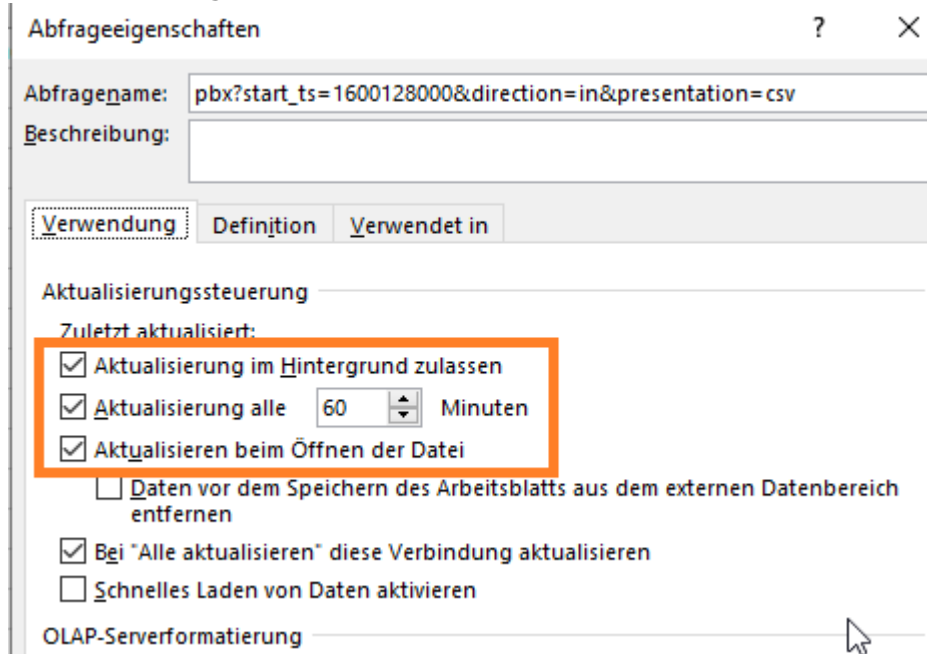 Abfrageeigenschaften ? ×
Abfragename: pbx?start_ts=1600128000&direction=in&presentation=csv
Beschreibung:
Verwendung Definition Verwendet in
Aktualisierungssteuerung
Zuletzt aktualisiert:
Aktualisierung im Hintergrund zulassen
Aktualisierung alle 60 Minuten
Aktualisieren beim Öffnen der Datei
Daten vor dem Speichern des Arbeitsblatts aus dem externen Datenbereich
entfernen
Bei "Alle aktualisieren" diese Verbindung aktualisieren
Schnelles Laden von Daten aktivieren
OLAP-Serverformatierung